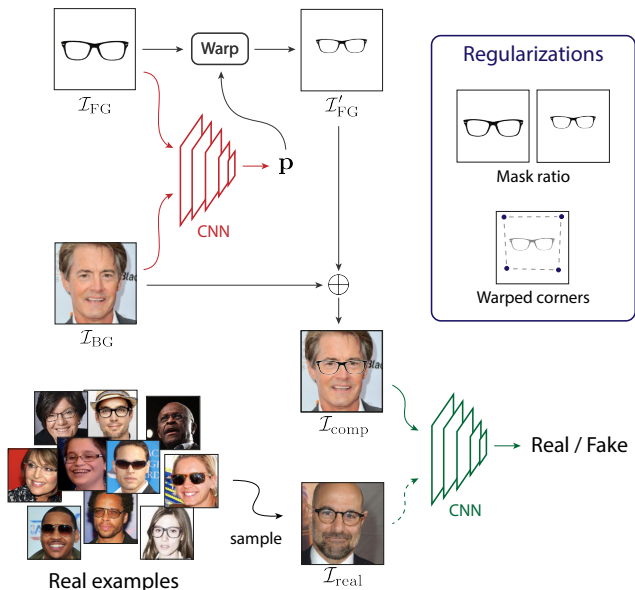 Warp
Regularizations
𝓘_FG
𝓘′_FG
p
Mask ratio
CNN
Warped corners
𝓘_BG
𝓘_comp
Real / Fake
CNN
sample
Real examples
𝓘_real